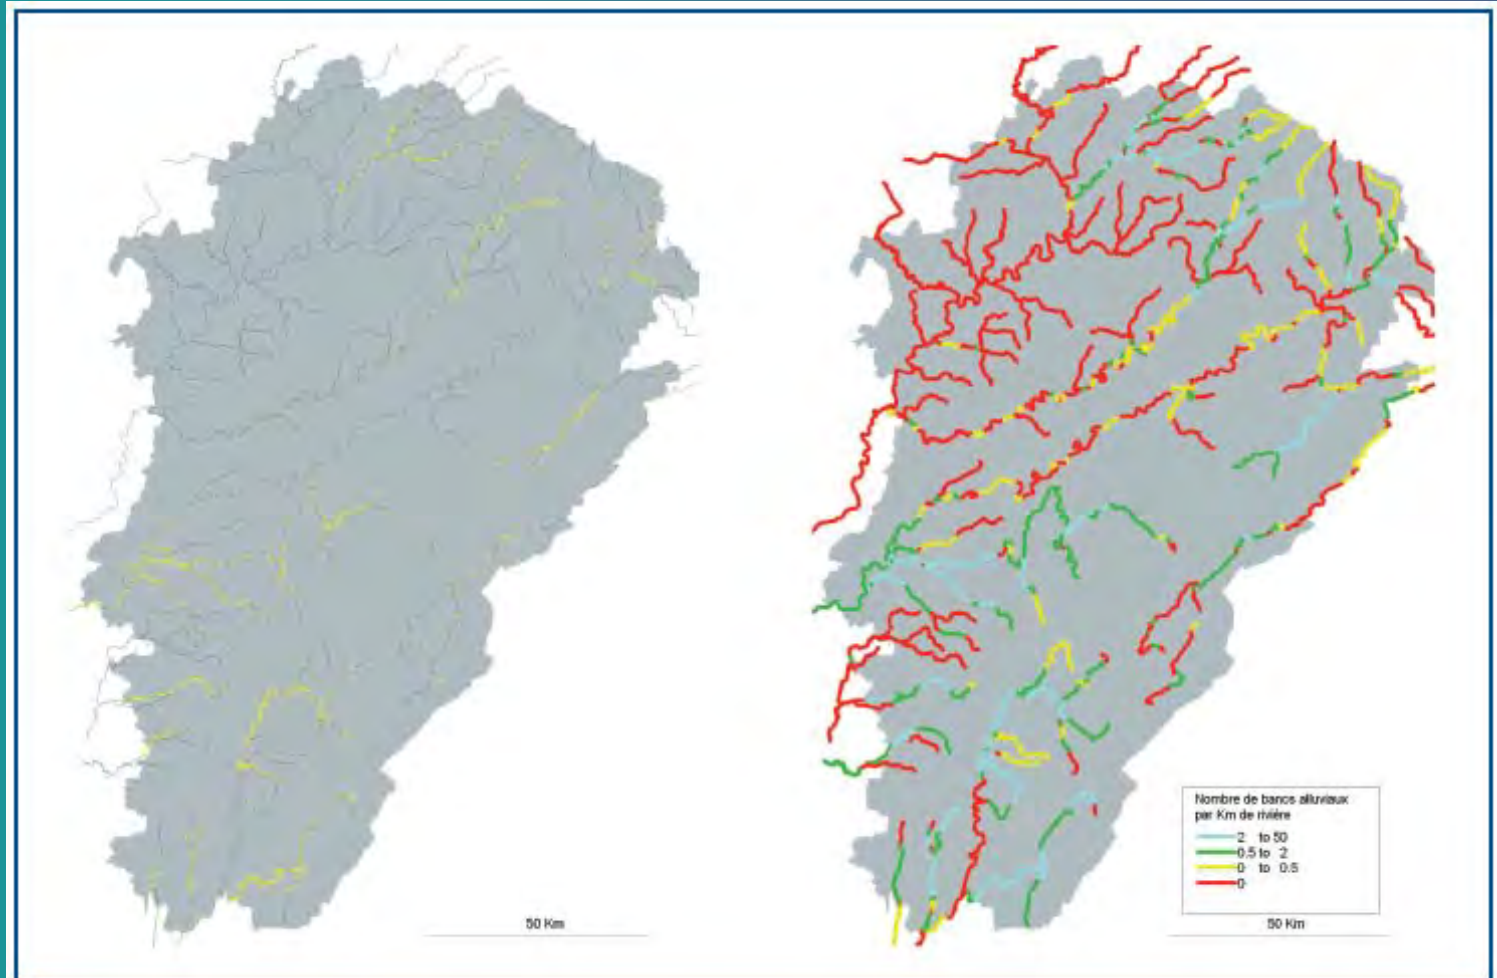 Nombre de bancs alluviaux
par Km de rivière
2 to 50
0.5 to 2
0 to 0.5
0
50 Km
50 Km